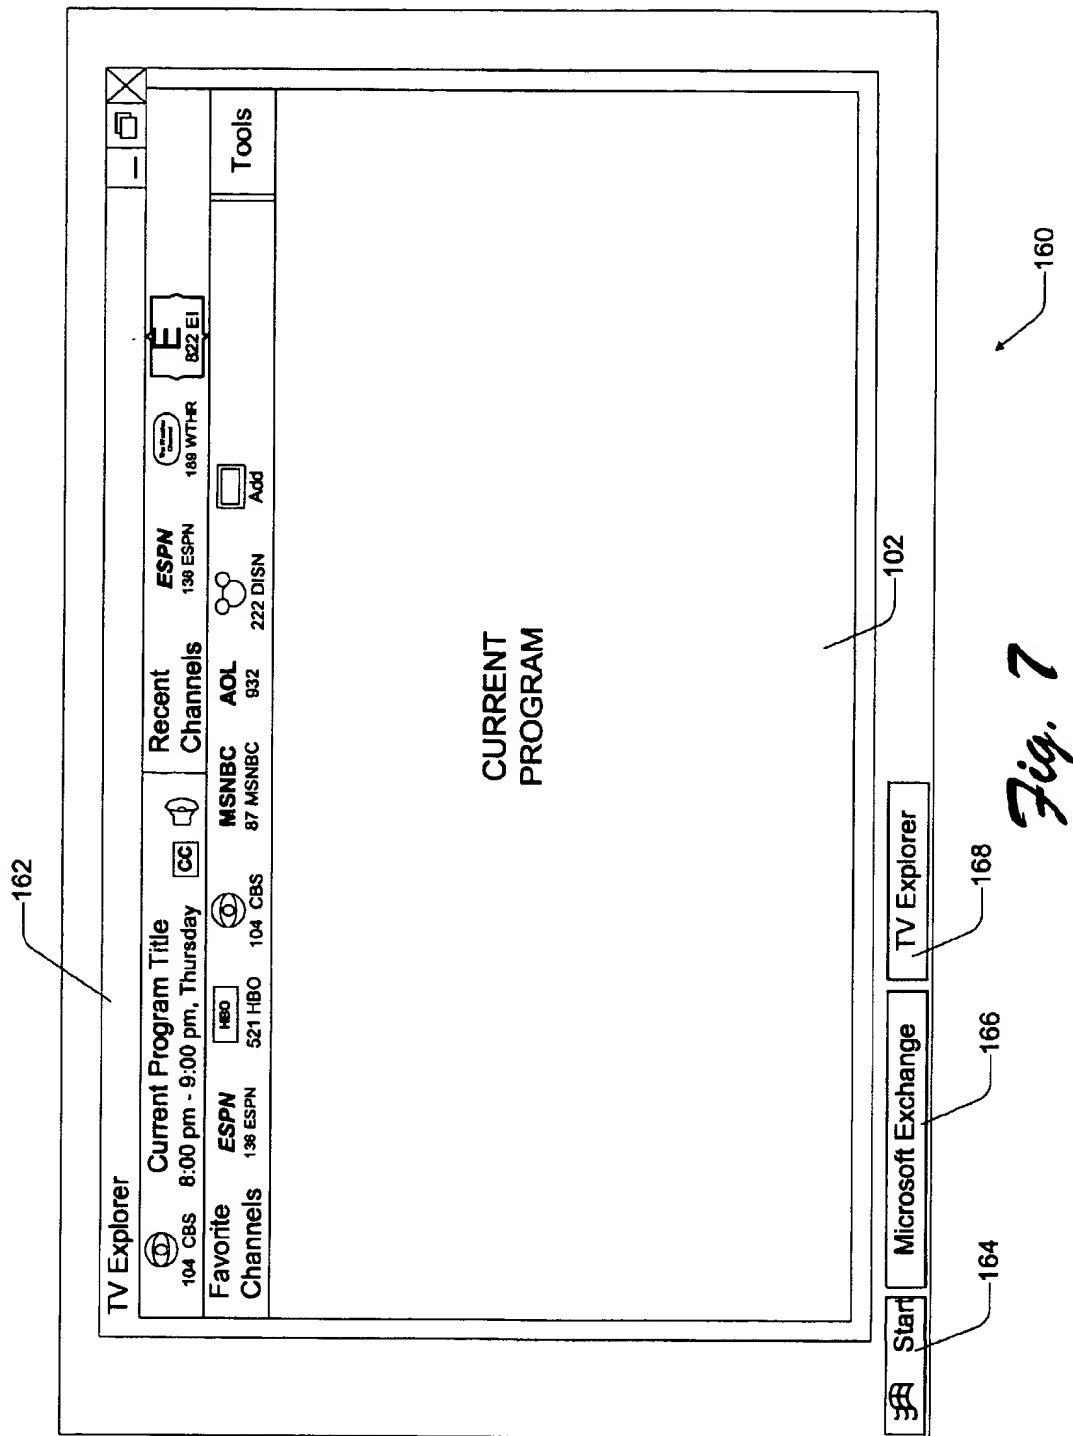 162
TV Explorer
104 CBS
Current Program Title
8:00 pm - 9:00 pm, Thursday
CC
Recent
Channels
ESPN
136 ESPN
The Weather
Channel
189 WTHR
E
822 E!
Favorite
Channels
ESPN
136 ESPN
HBO
521 HBO
104 CBS
MSNBC
87 MSNBC
AOL
932
222 DISN
Add
Tools
CURRENT
PROGRAM
102
Start
Microsoft Exchange
TV Explorer
164
166
168
160
Fig. 7